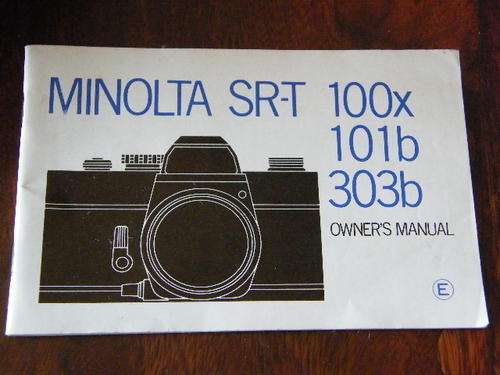 MINOLTA SR-T 100x
101b
303b
OWNER'S MANUAL
E